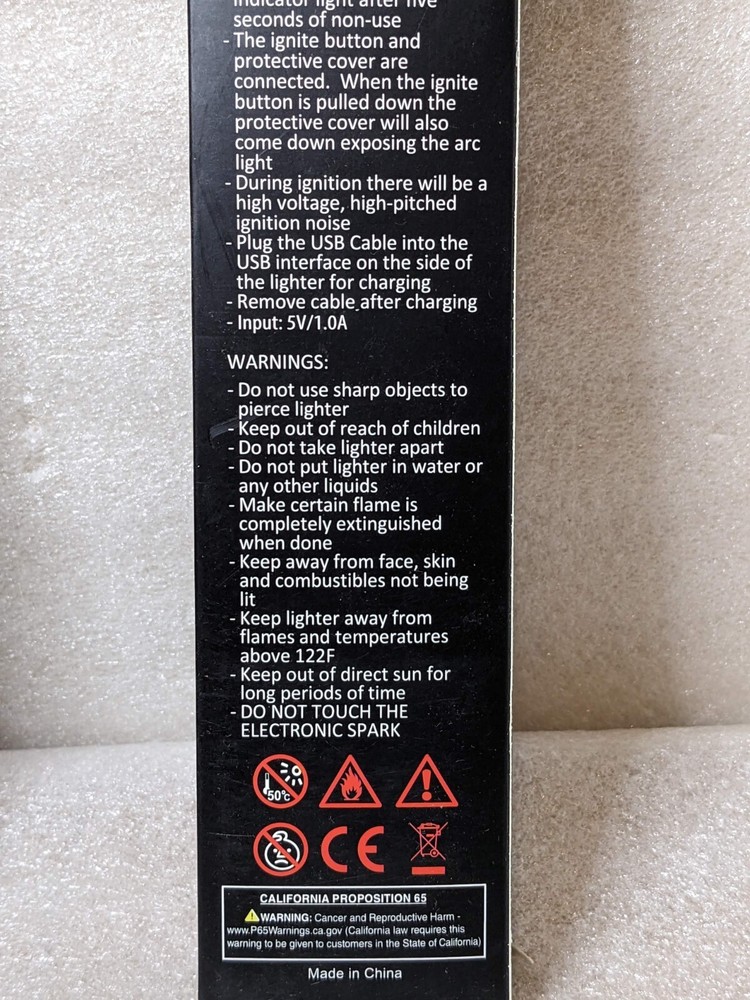 indicator light after five
seconds of non-use
- The ignite button and
protective cover are
connected. When the ignite
button is pulled down the
protective cover will also
come down exposing the arc
light
- During ignition there will be a
high voltage, high-pitched
ignition noise
- Plug the USB Cable into the
USB interface on the side of
the lighter for charging
- Remove cable after charging
- Input: 5V/1.0A
WARNINGS:
- Do not use sharp objects to
pierce lighter
- Keep out of reach of children
- Do not take lighter apart
- Do not put lighter in water or
any other liquids
- Make certain flame is
completely extinguished
when done
- Keep away from face, skin
and combustibles not being
lit
- Keep lighter away from
flames and temperatures
above 122F
- Keep out of direct sun for
long periods of time
- DO NOT TOUCH THE
ELECTRONIC SPARK
50°C
CE
CALIFORNIA PROPOSITION 65
WARNING: Cancer and Reproductive Harm -
www.P65Warnings.ca.gov (California law requires this
warning to be given to customers in the State of California)
Made in China